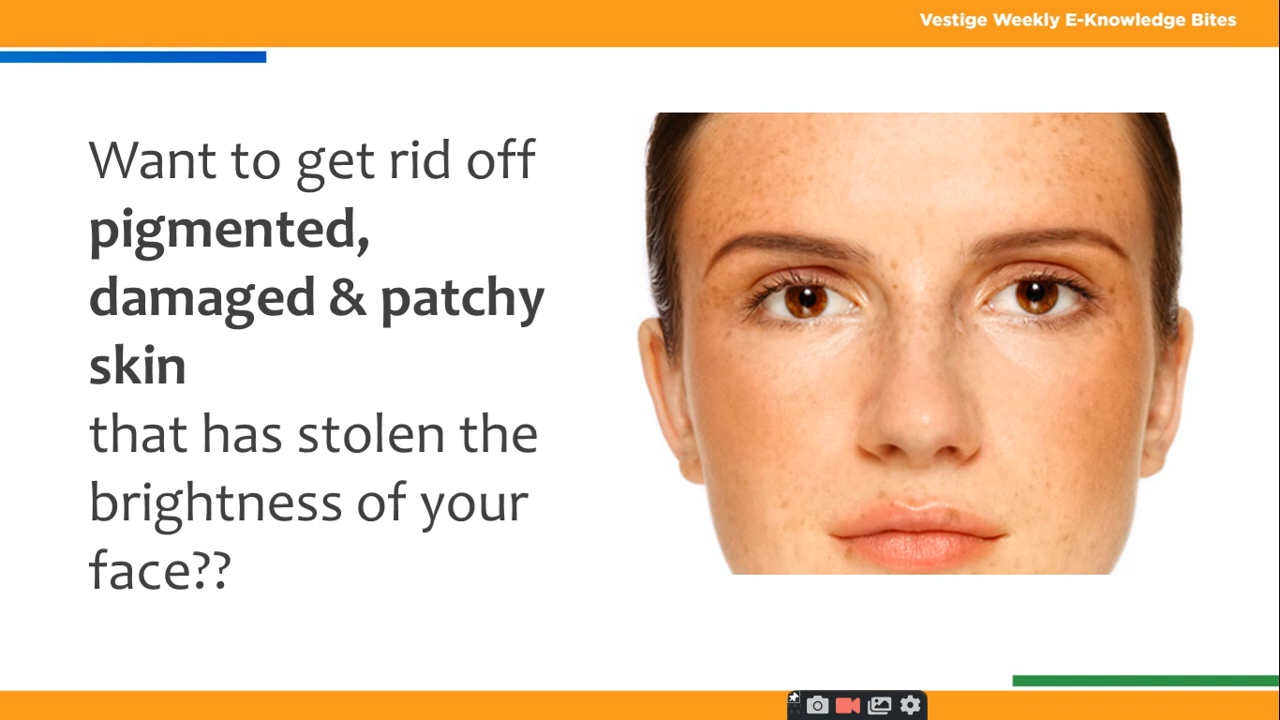 Vestige Weekly E-Knowledge Bites
Want to get rid off
pigmented,
damaged & patchy
skin
that has stolen the
brightness of your
face??